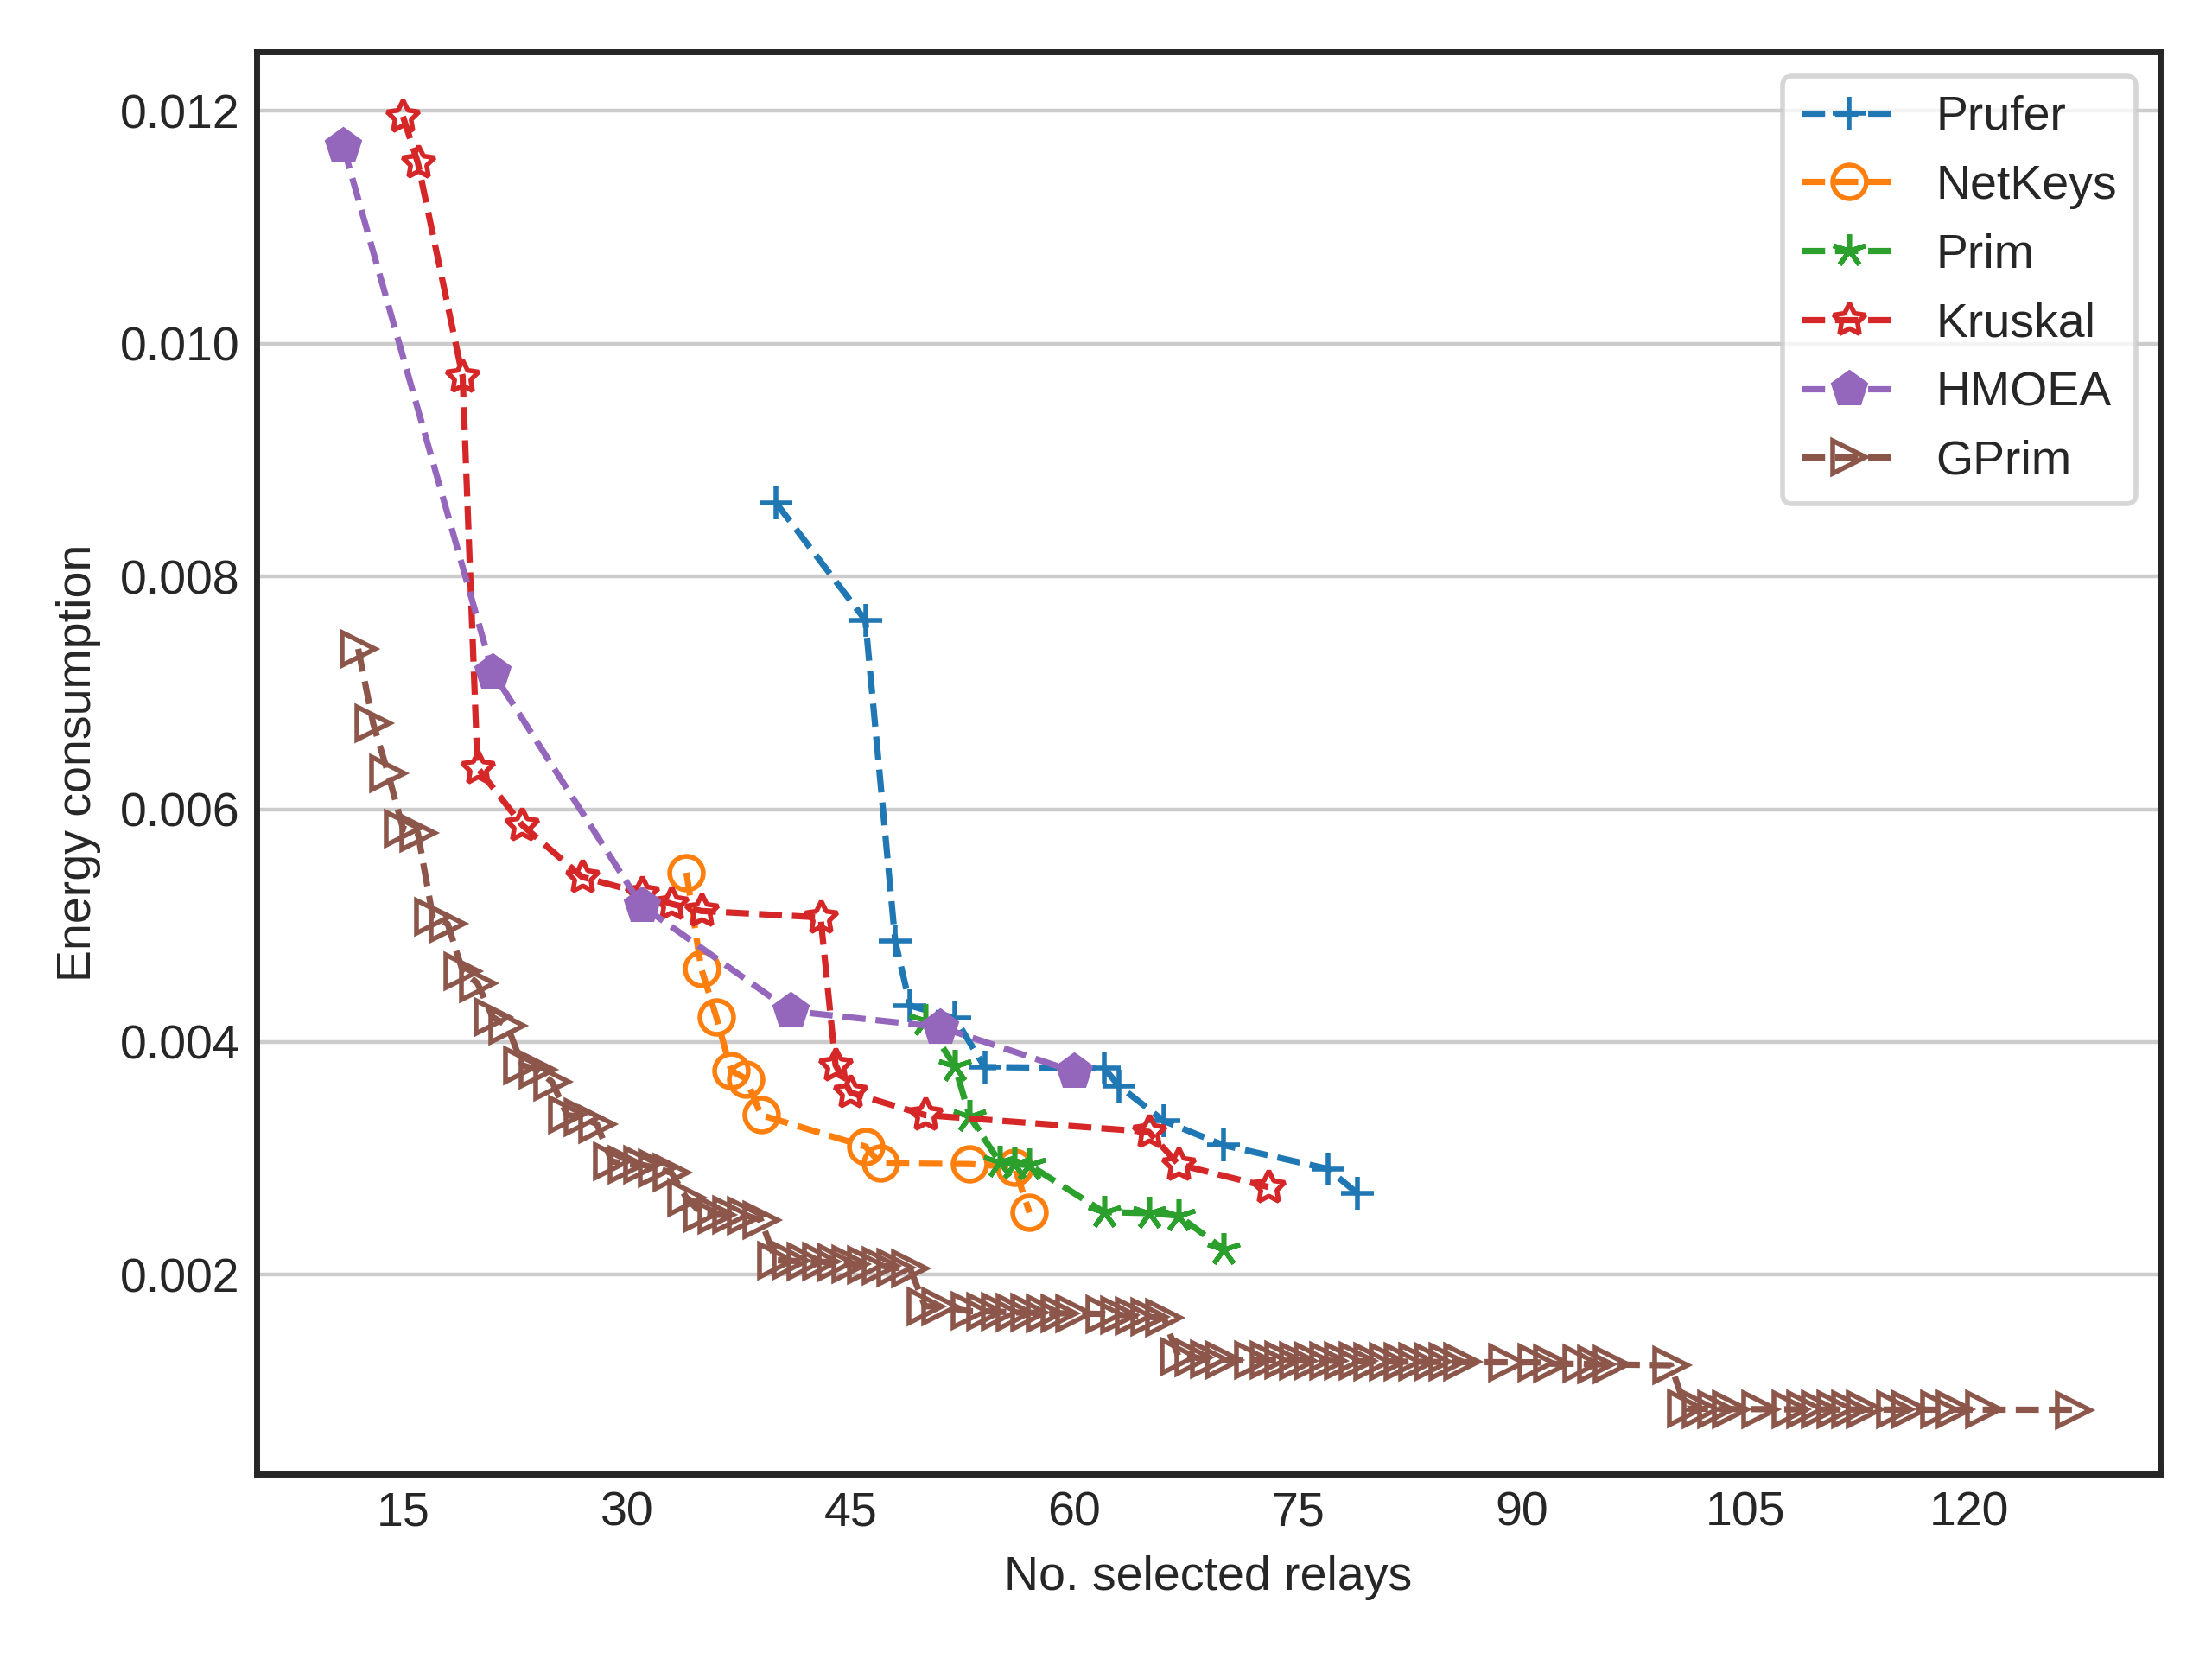 Prufer
NetKeys
Prim
Kruskal
HMOEA
GPrim
0.012
0.010
0.008
0.006
0.004
0.002
Energy consumption
15 30 45 60 75 90 105 120
No. selected relays